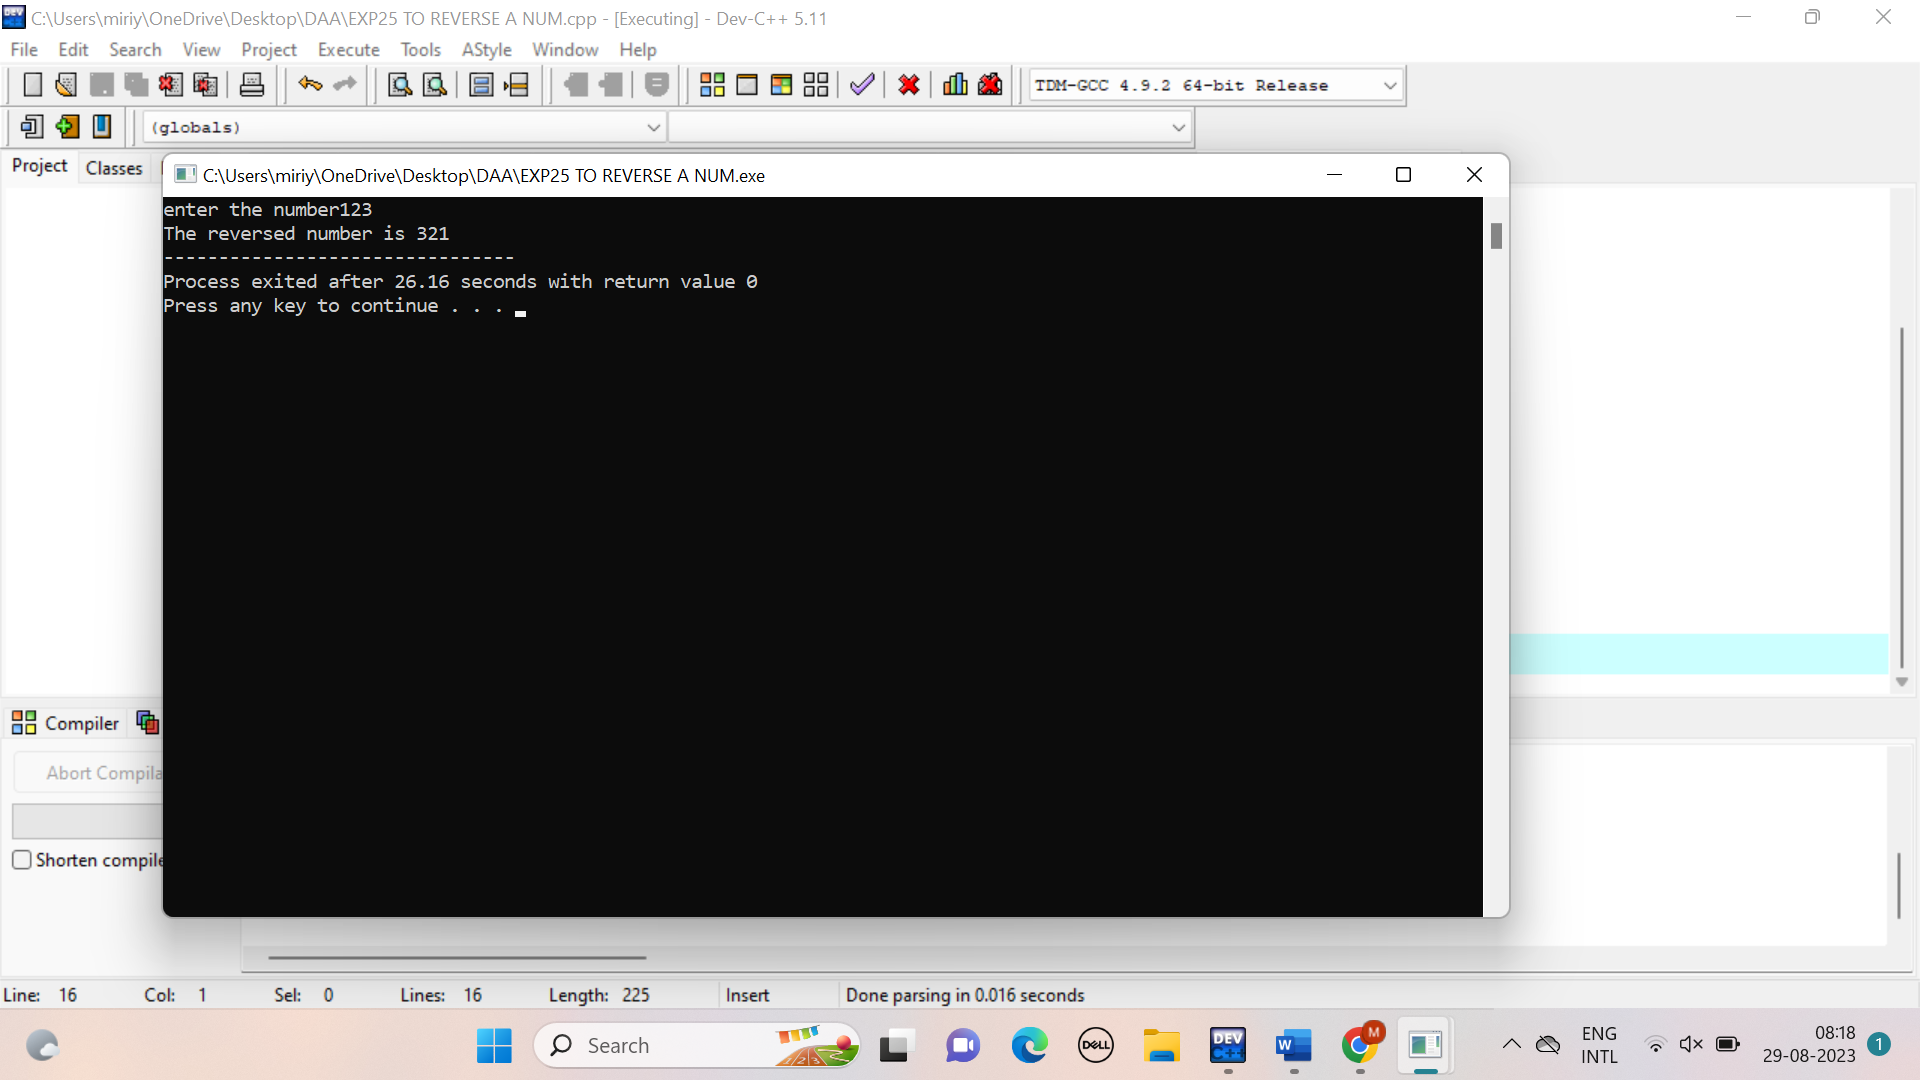 C:\Users\miriy\OneDrive\Desktop\DAA\EXP25 TO REVERSE A NUM.cpp - [Executing] - Dev-C++ 5.11
File Edit Search View Project Execute Tools AStyle Window Help
TDM-GCC 4.9.2 64-bit Release
(globals)
Project Classes
C:\Users\miriy\OneDrive\Desktop\DAA\EXP25 TO REVERSE A NUM.exe
enter the number123
The reversed number is 321
--------------------------------
Process exited after 26.16 seconds with return value 0
Press any key to continue . . .
Compiler
Abort Compila
Shorten compile
Line: 16 Col: 1 Sel: 0 Lines: 16 Length: 225 Insert Done parsing in 0.016 seconds
Search
DELL
DEV
C++
W
M
ENG
INTL
08:18
29-08-2023
1